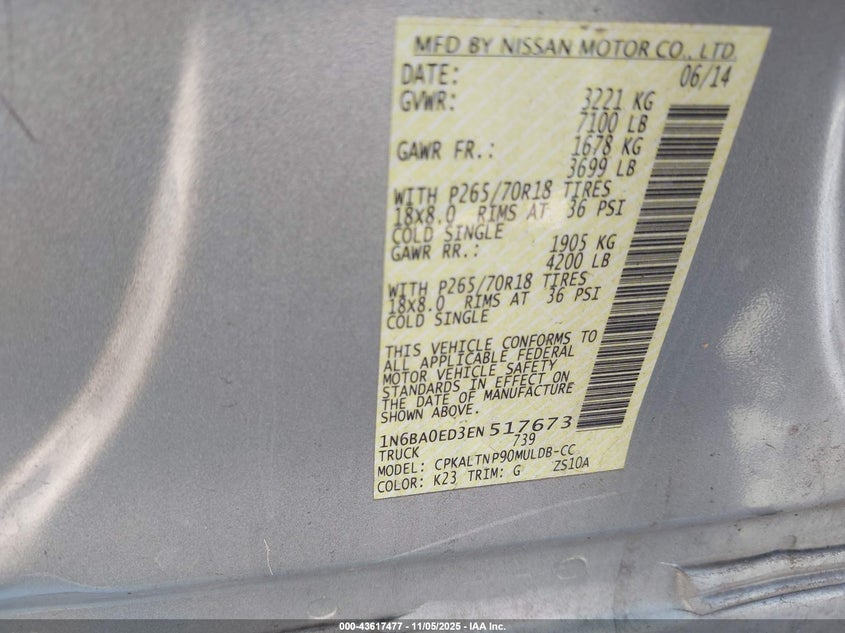 MFD BY NISSAN MOTOR CO., LTD.
DATE: 06/14
GVWR: 3221 KG
7100 LB
GAWR FR.: 1678 KG
3699 LB
WITH P265/70R18 TIRES
18x8.0 RIMS AT 36 PSI
COLD SINGLE
GAWR RR.: 1905 KG
4200 LB
WITH P265/70R18 TIRES
18x8.0 RIMS AT 36 PSI
COLD SINGLE
THIS VEHICLE CONFORMS TO
ALL APPLICABLE FEDERAL
MOTOR VEHICLE SAFETY
STANDARDS IN EFFECT ON
THE DATE OF MANUFACTURE
SHOWN ABOVE.
1N6BA0ED3EN517673
TRUCK 739
MODEL: CPKALTNP90MULDB-CC
COLOR: K23 TRIM: G ZS10A
000-43617477 - 11/05/2025 - IAA Inc.